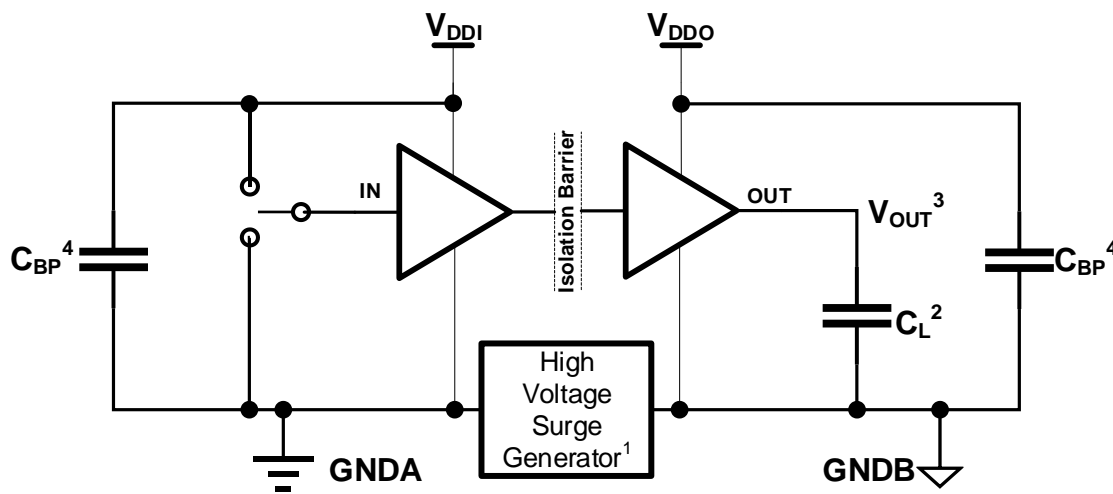 VDDI
VDDO
IN
Isolation Barrier
OUT
VOUT3
CBP4
CBP4
CL2
High
Voltage
Surge
Generator1
GNDA
GNDB